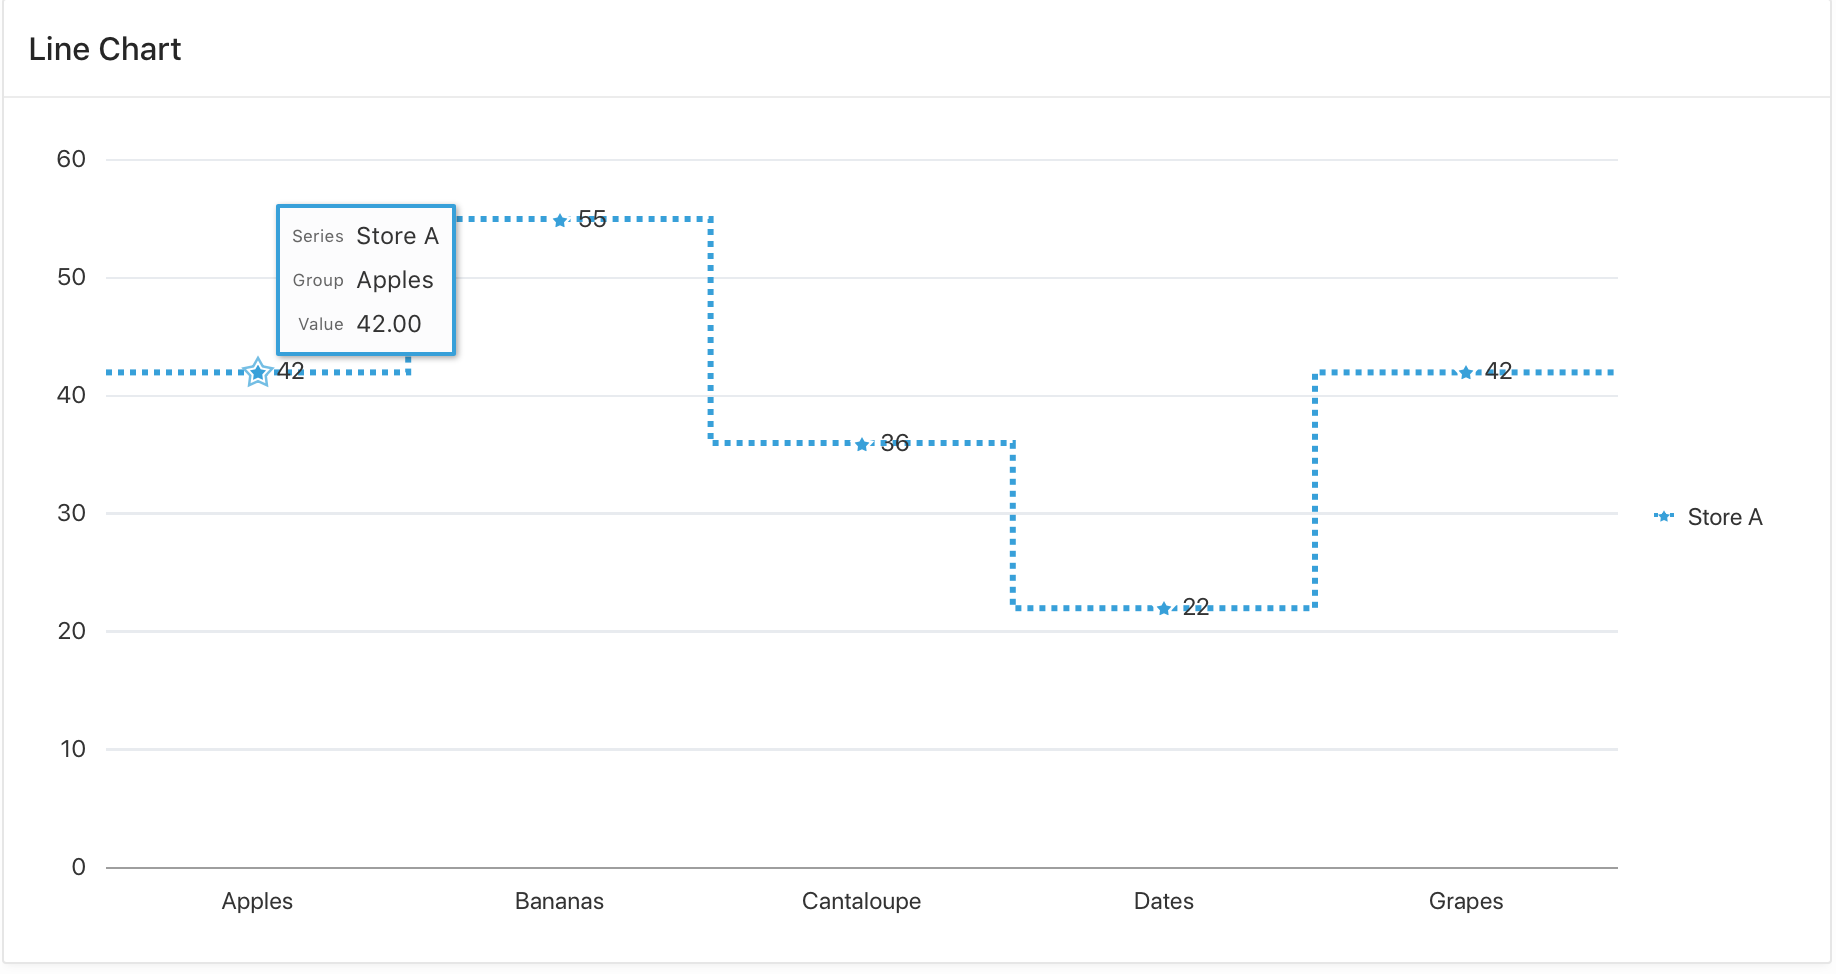 Line Chart
60
50
40
30
20
10
0
Series Store A
Group Apples
Value 42.00
42
55
36
22
42
Store A
Apples
Bananas
Cantaloupe
Dates
Grapes